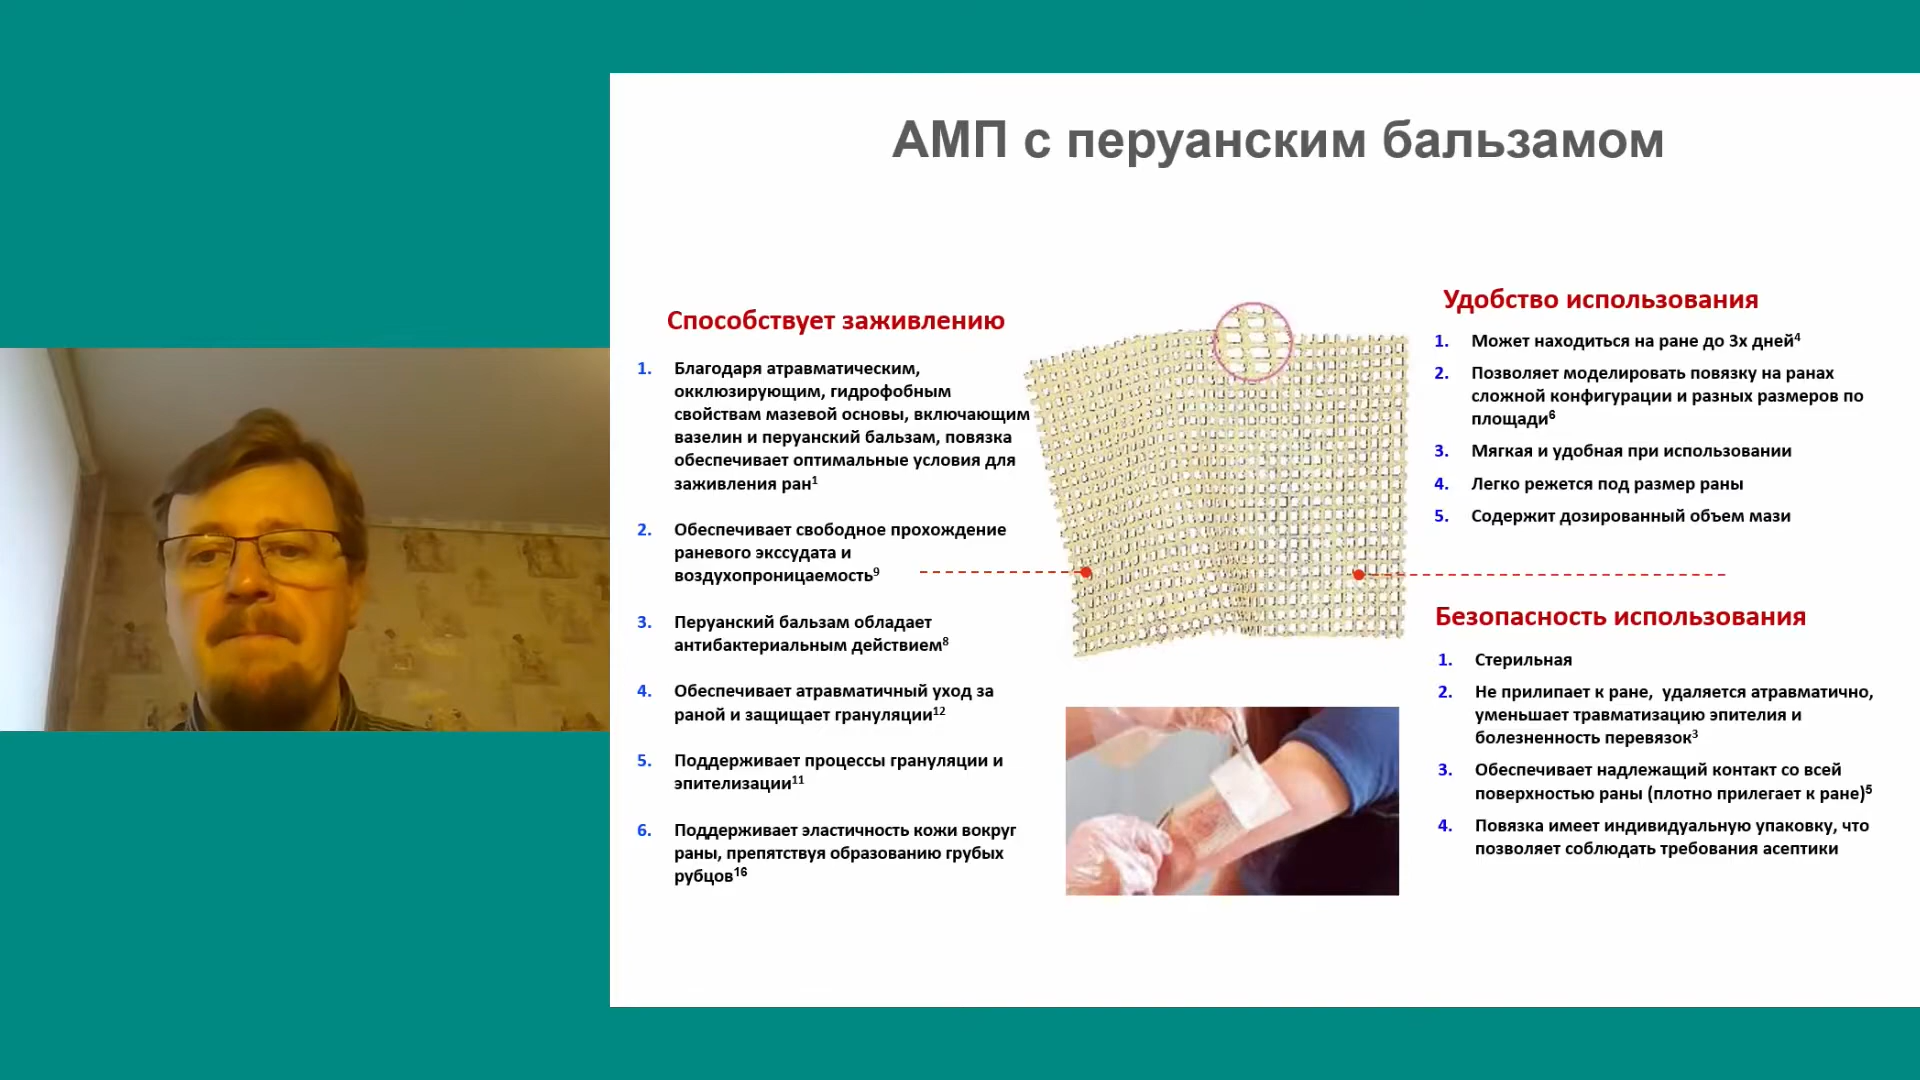 АМП с перуанским бальзамом
Способствует заживлению
1. Благодаря атравматическим,
окклюзирующим, гидрофобным
свойствам мазевой основы, включающим
вазелин и перуанский бальзам, повязка
обеспечивает оптимальные условия для
заживления ран¹
2. Обеспечивает свободное прохождение
раневого экссудата и
воздухопроницаемость⁹
3. Перуанский бальзам обладает
антибактериальным действием⁸
4. Обеспечивает атравматичный уход за
раной и защищает грануляции¹²
5. Поддерживает процессы грануляции и
эпителизации¹¹
6. Поддерживает эластичность кожи вокруг
раны, препятствуя образованию грубых
рубцов¹⁶
Удобство использования
1. Может находиться на ране до 3х дней⁴
2. Позволяет моделировать повязку на ранах
сложной конфигурации и разных размеров по
площади⁶
3. Мягкая и удобная при использовании
4. Легко режется под размер раны
5. Содержит дозированный объем мази
Безопасность использования
1. Стерильная
2. Не прилипает к ране, удаляется атравматично,
уменьшает травматизацию эпителия и
болезненность перевязок³
3. Обеспечивает надлежащий контакт со всей
поверхностью раны (плотно прилегает к ране)⁵
4. Повязка имеет индивидуальную упаковку, что
позволяет соблюдать требования асептики